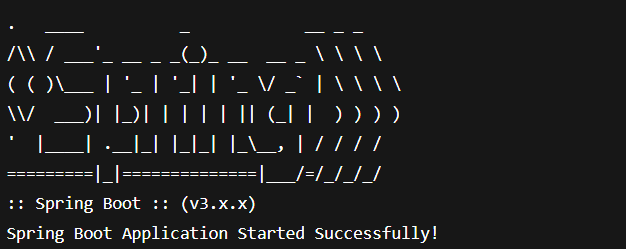 .   ____          _            __ _ _
/\\ / ___'_ __ _ _(_)_ __  __ _ \ \ \ \
( ( )\___ | '_ | '_| | '_ \/ _` | \ \ \ \
\\/  ___)| |_)| | | | | || (_| |  ) ) ) )
'  |____| .__|_| |_|_| |_\__, | / / / /
=========|_|==============|___/=/_/_/_/
:: Spring Boot :: (v3.x.x)
Spring Boot Application Started Successfully!